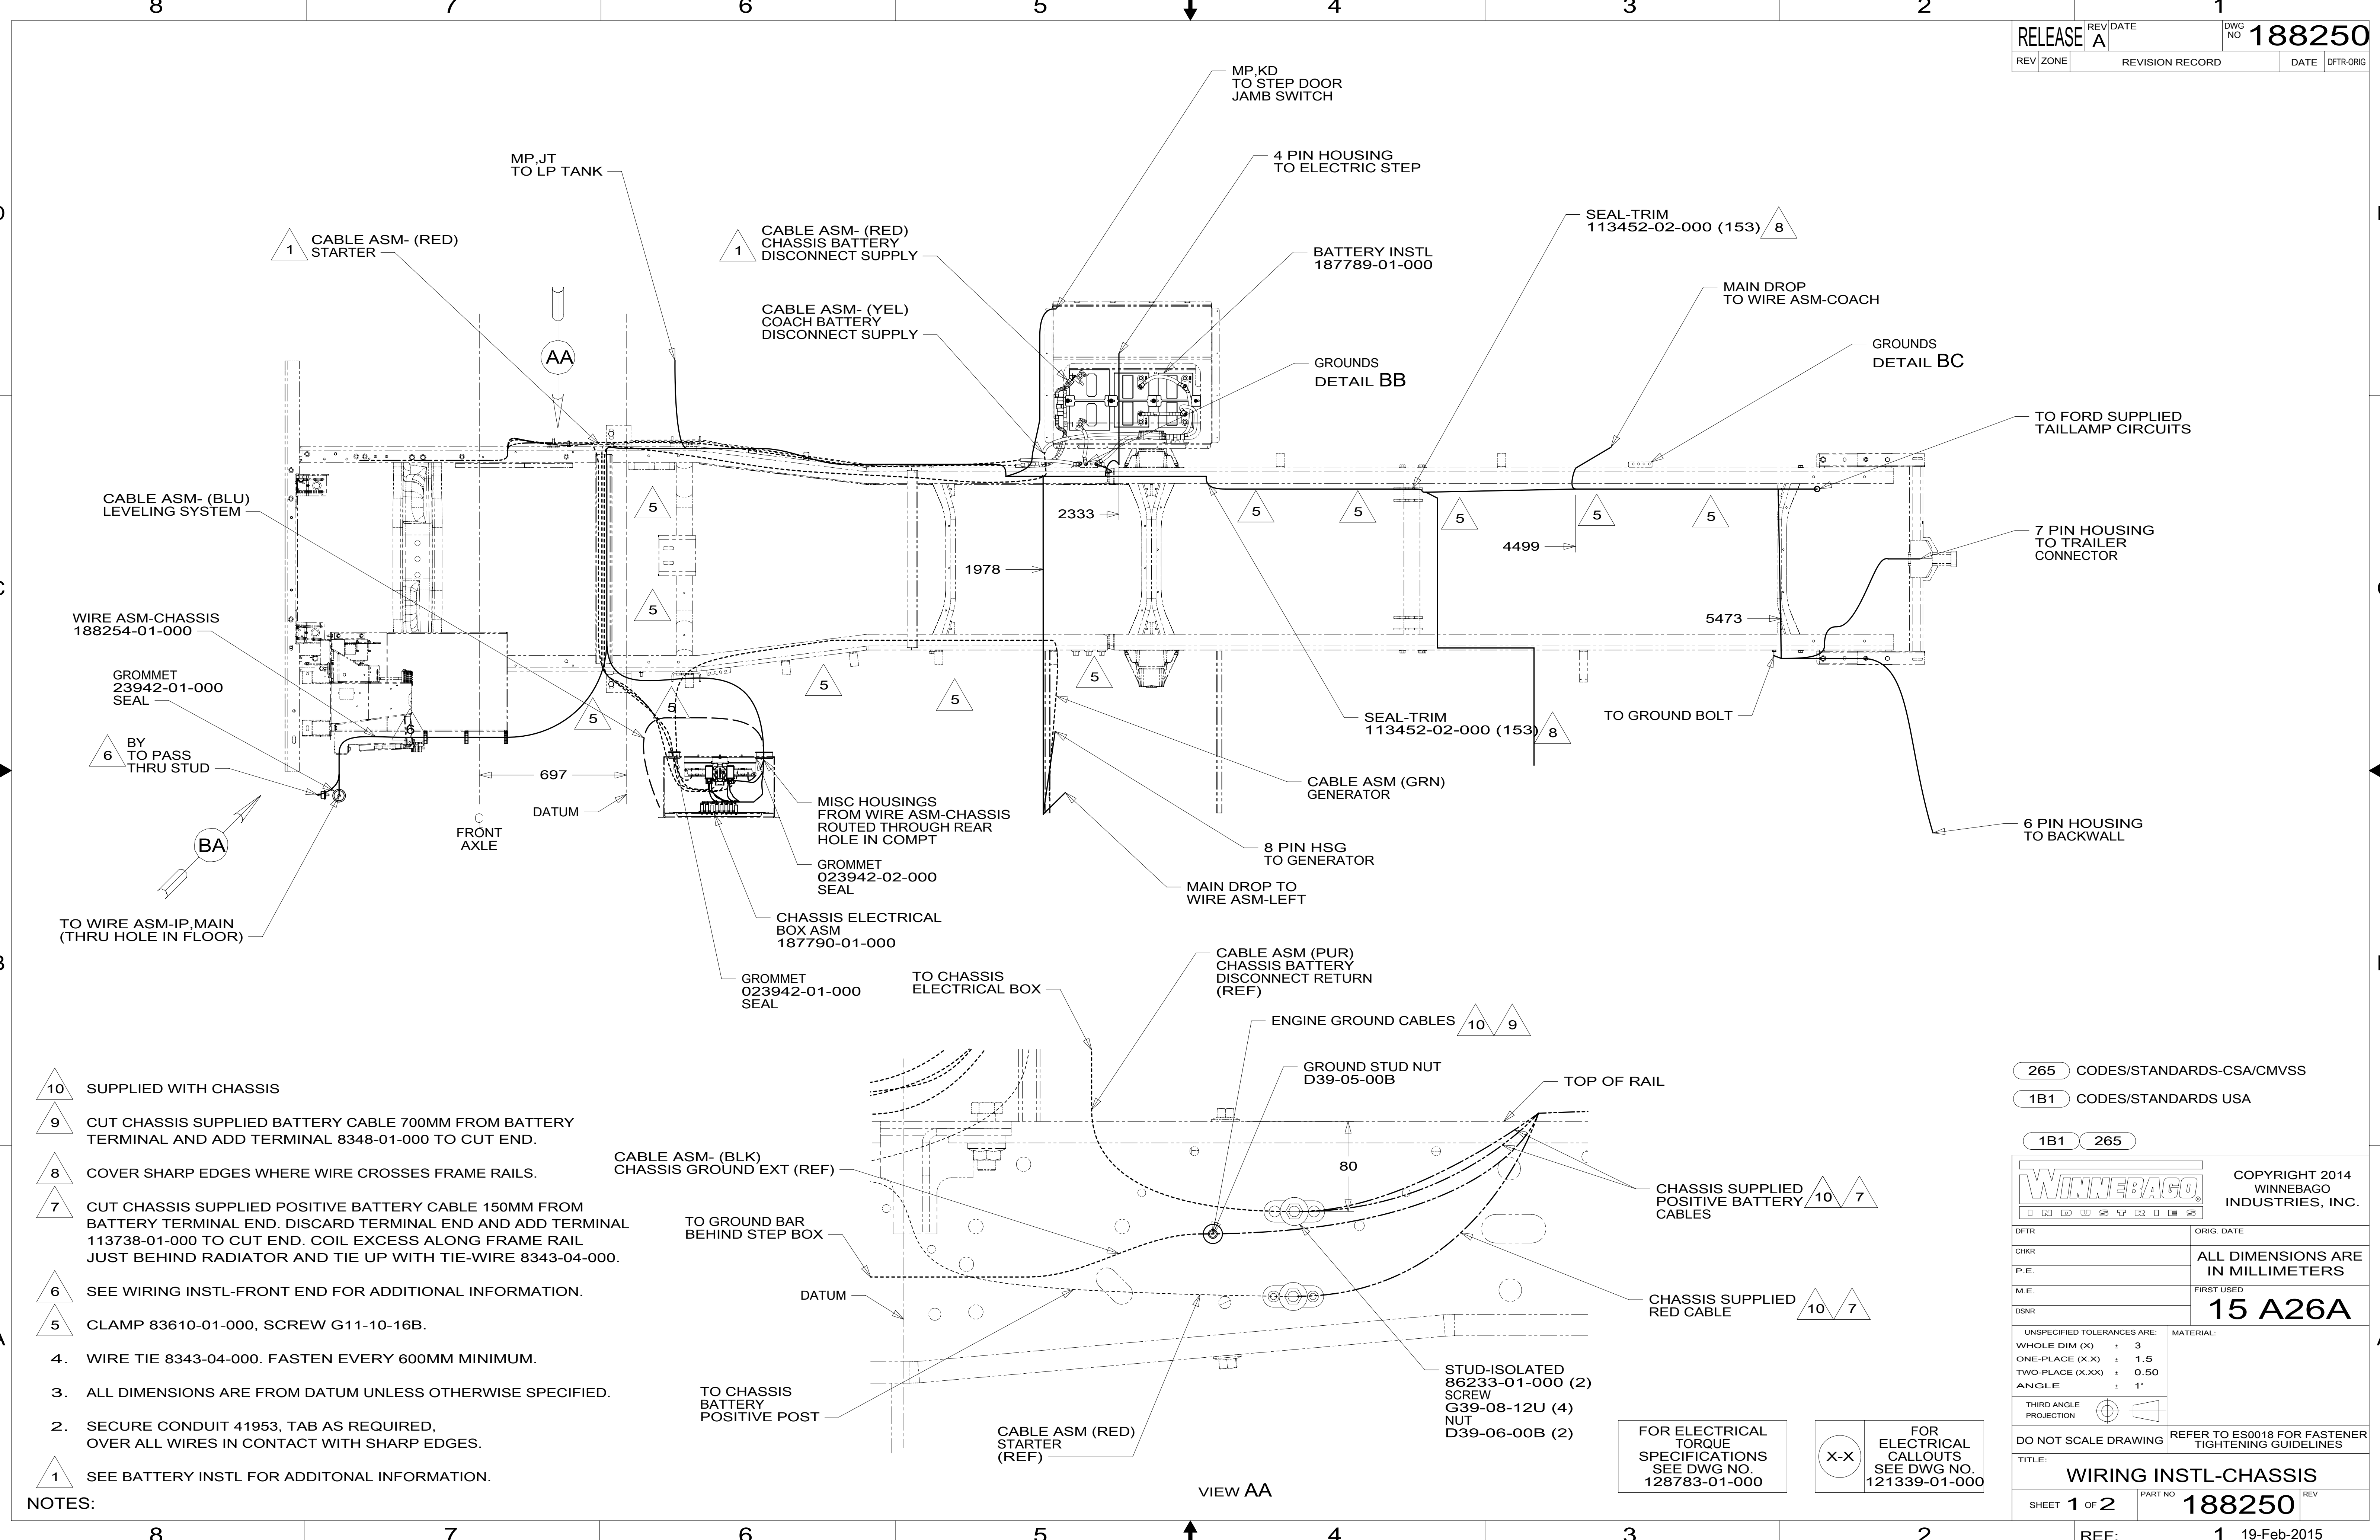 8 7 6 5 4 3 2 1
RELEASE
REV
A
DATE
DWG
NO
188250
REV ZONE REVISION RECORD DATE DFTR-ORIG
MP,KD
TO STEP DOOR
JAMB SWITCH
MP,JT
TO LP TANK
4 PIN HOUSING
TO ELECTRIC STEP
1
CABLE ASM- (RED)
STARTER
1
CABLE ASM- (RED)
CHASSIS BATTERY
DISCONNECT SUPPLY
SEAL-TRIM
113452-02-000 (153)
8
BATTERY INSTL
187789-01-000
CABLE ASM- (YEL)
COACH BATTERY
DISCONNECT SUPPLY
MAIN DROP
TO WIRE ASM-COACH
AA
GROUNDS
DETAIL BB
GROUNDS
DETAIL BC
TO FORD SUPPLIED
TAILLAMP CIRCUITS
CABLE ASM- (BLU)
LEVELING SYSTEM
5
2333
5
5
5
5
5
4499
7 PIN HOUSING
TO TRAILER
CONNECTOR
1978
5
WIRE ASM-CHASSIS
188254-01-000
5473
GROMMET
23942-01-000
SEAL
5
5
5
5
5
6
SEAL-TRIM
113452-02-000 (153)
8
TO GROUND BOLT
6
BY
TO PASS
THRU STUD
697
DATUM
CABLE ASM (GRN)
GENERATOR
MISC HOUSINGS
FROM WIRE ASM-CHASSIS
ROUTED THROUGH REAR
HOLE IN COMPT
C
FRONT
AXLE
BA
6 PIN HOUSING
TO BACKWALL
8 PIN HSG
TO GENERATOR
GROMMET
023942-02-000
SEAL
MAIN DROP TO
WIRE ASM-LEFT
TO WIRE ASM-IP,MAIN
(THRU HOLE IN FLOOR)
CHASSIS ELECTRICAL
BOX ASM
187790-01-000
GROMMET
023942-01-000
SEAL
TO CHASSIS
ELECTRICAL BOX
CABLE ASM (PUR)
CHASSIS BATTERY
DISCONNECT RETURN
(REF)
ENGINE GROUND CABLES
10 9
GROUND STUD NUT
D39-05-00B
TOP OF RAIL
CABLE ASM- (BLK)
CHASSIS GROUND EXT (REF)
80
CHASSIS SUPPLIED
POSITIVE BATTERY
CABLES
10 7
TO GROUND BAR
BEHIND STEP BOX
DATUM
CHASSIS SUPPLIED
RED CABLE
10 7
TO CHASSIS
BATTERY
POSITIVE POST
CABLE ASM (RED)
STARTER
(REF)
STUD-ISOLATED
86233-01-000 (2)
SCREW
G39-08-12U (4)
NUT
D39-06-00B (2)
VIEW AA
10 SUPPLIED WITH CHASSIS
9 CUT CHASSIS SUPPLIED BATTERY CABLE 700MM FROM BATTERY
TERMINAL AND ADD TERMINAL 8348-01-000 TO CUT END.
8 COVER SHARP EDGES WHERE WIRE CROSSES FRAME RAILS.
7 CUT CHASSIS SUPPLIED POSITIVE BATTERY CABLE 150MM FROM
BATTERY TERMINAL END. DISCARD TERMINAL END AND ADD TERMINAL
113738-01-000 TO CUT END. COIL EXCESS ALONG FRAME RAIL
JUST BEHIND RADIATOR AND TIE UP WITH TIE-WIRE 8343-04-000.
6 SEE WIRING INSTL-FRONT END FOR ADDITIONAL INFORMATION.
5 CLAMP 83610-01-000, SCREW G11-10-16B.
4. WIRE TIE 8343-04-000. FASTEN EVERY 600MM MINIMUM.
3. ALL DIMENSIONS ARE FROM DATUM UNLESS OTHERWISE SPECIFIED.
2. SECURE CONDUIT 41953, TAB AS REQUIRED,
OVER ALL WIRES IN CONTACT WITH SHARP EDGES.
1 SEE BATTERY INSTL FOR ADDITONAL INFORMATION.
NOTES:
FOR ELECTRICAL
TORQUE
SPECIFICATIONS
SEE DWG NO.
128783-01-000
X-X
FOR
ELECTRICAL
CALLOUTS
SEE DWG NO.
121339-01-000
265 CODES/STANDARDS-CSA/CMVSS
1B1 CODES/STANDARDS USA
1B1 265
WINNEBAGO
INDUSTRIES
COPYRIGHT 2014
WINNEBAGO
INDUSTRIES, INC.
DFTR
ORIG. DATE
CHKR
P.E.
ALL DIMENSIONS ARE
IN MILLIMETERS
M.E.
DSNR
FIRST USED
15 A26A
UNSPECIFIED TOLERANCES ARE:
WHOLE DIM (X) ± 3
ONE-PLACE (X.X) ± 1.5
TWO-PLACE (X.XX) ± 0.50
ANGLE ± 1°
MATERIAL:
THIRD ANGLE
PROJECTION
DO NOT SCALE DRAWING
REFER TO ES0018 FOR FASTENER
TIGHTENING GUIDELINES
TITLE:
WIRING INSTL-CHASSIS
SHEET 1 OF 2
PART NO
188250
REV
8 7 6 5 4 3 2
REF:
1
19-Feb-2015